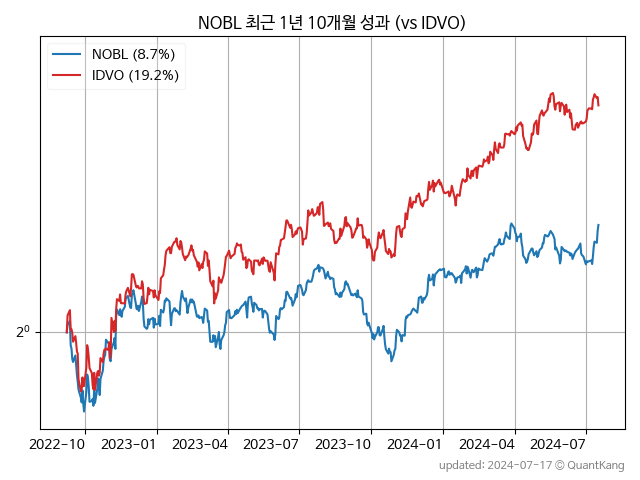 NOBL 최근 1년 10개월 성과 (vs IDVO)
NOBL (8.7%)
IDVO (19.2%)
2⁰
2022-10 2023-01 2023-04 2023-07 2023-10 2024-01 2024-04 2024-07
updated: 2024-07-17 © QuantKang